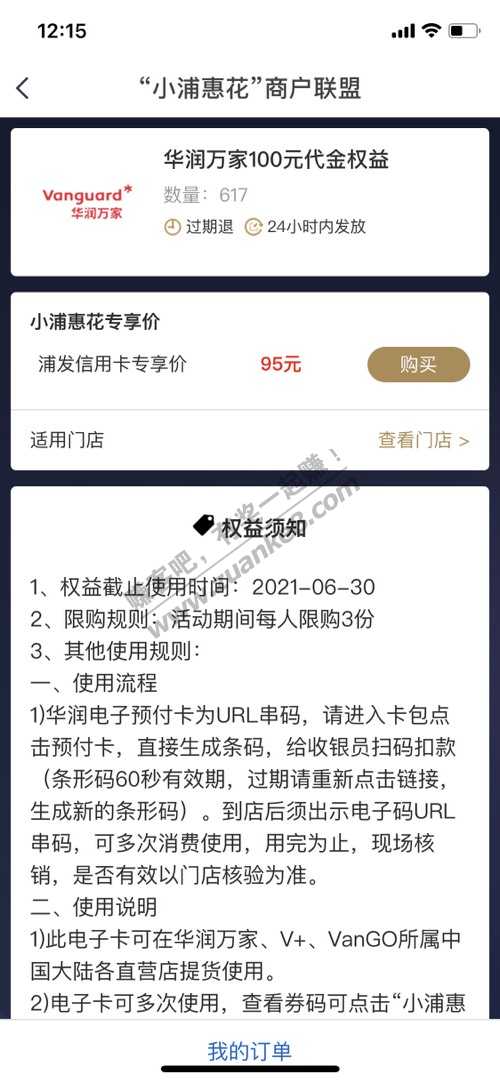 12:15
“小浦惠花”商户联盟
Vanguard*
华润万家
华润万家100元代金权益
数量：617
过期退 24小时内发放
小浦惠花专享价
浦发信用卡专享价 95元 购买
适用门店 查看门店 >
权益须知
赚客吧，有奖一起赚！
www.zuanke8.com
1、权益截止使用时间：2021-06-30
2、限购规则：活动期间每人限购3份
3、其他使用规则：
一、使用流程
1)华润电子预付卡为URL串码，请进入卡包点
击预付卡，直接生成条码，给收银员扫码扣款
（条形码60秒有效期，过期请重新点击链接，
生成新的条形码）。到店后须出示电子码URL
串码，可多次消费使用，用完为止，现场核
销，是否有效以门店核验为准。
二、使用说明
1)此电子卡可在华润万家、V+、VanGO所属中
国大陆各直营店提货使用。
2)电子卡可多次使用，查看券码可点击“小浦惠
我的订单